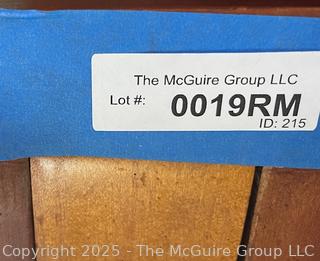 The McGuire Group LLC
Lot #: 0019RM
ID: 215
Copyright 2025 - The McGuire Group LLC